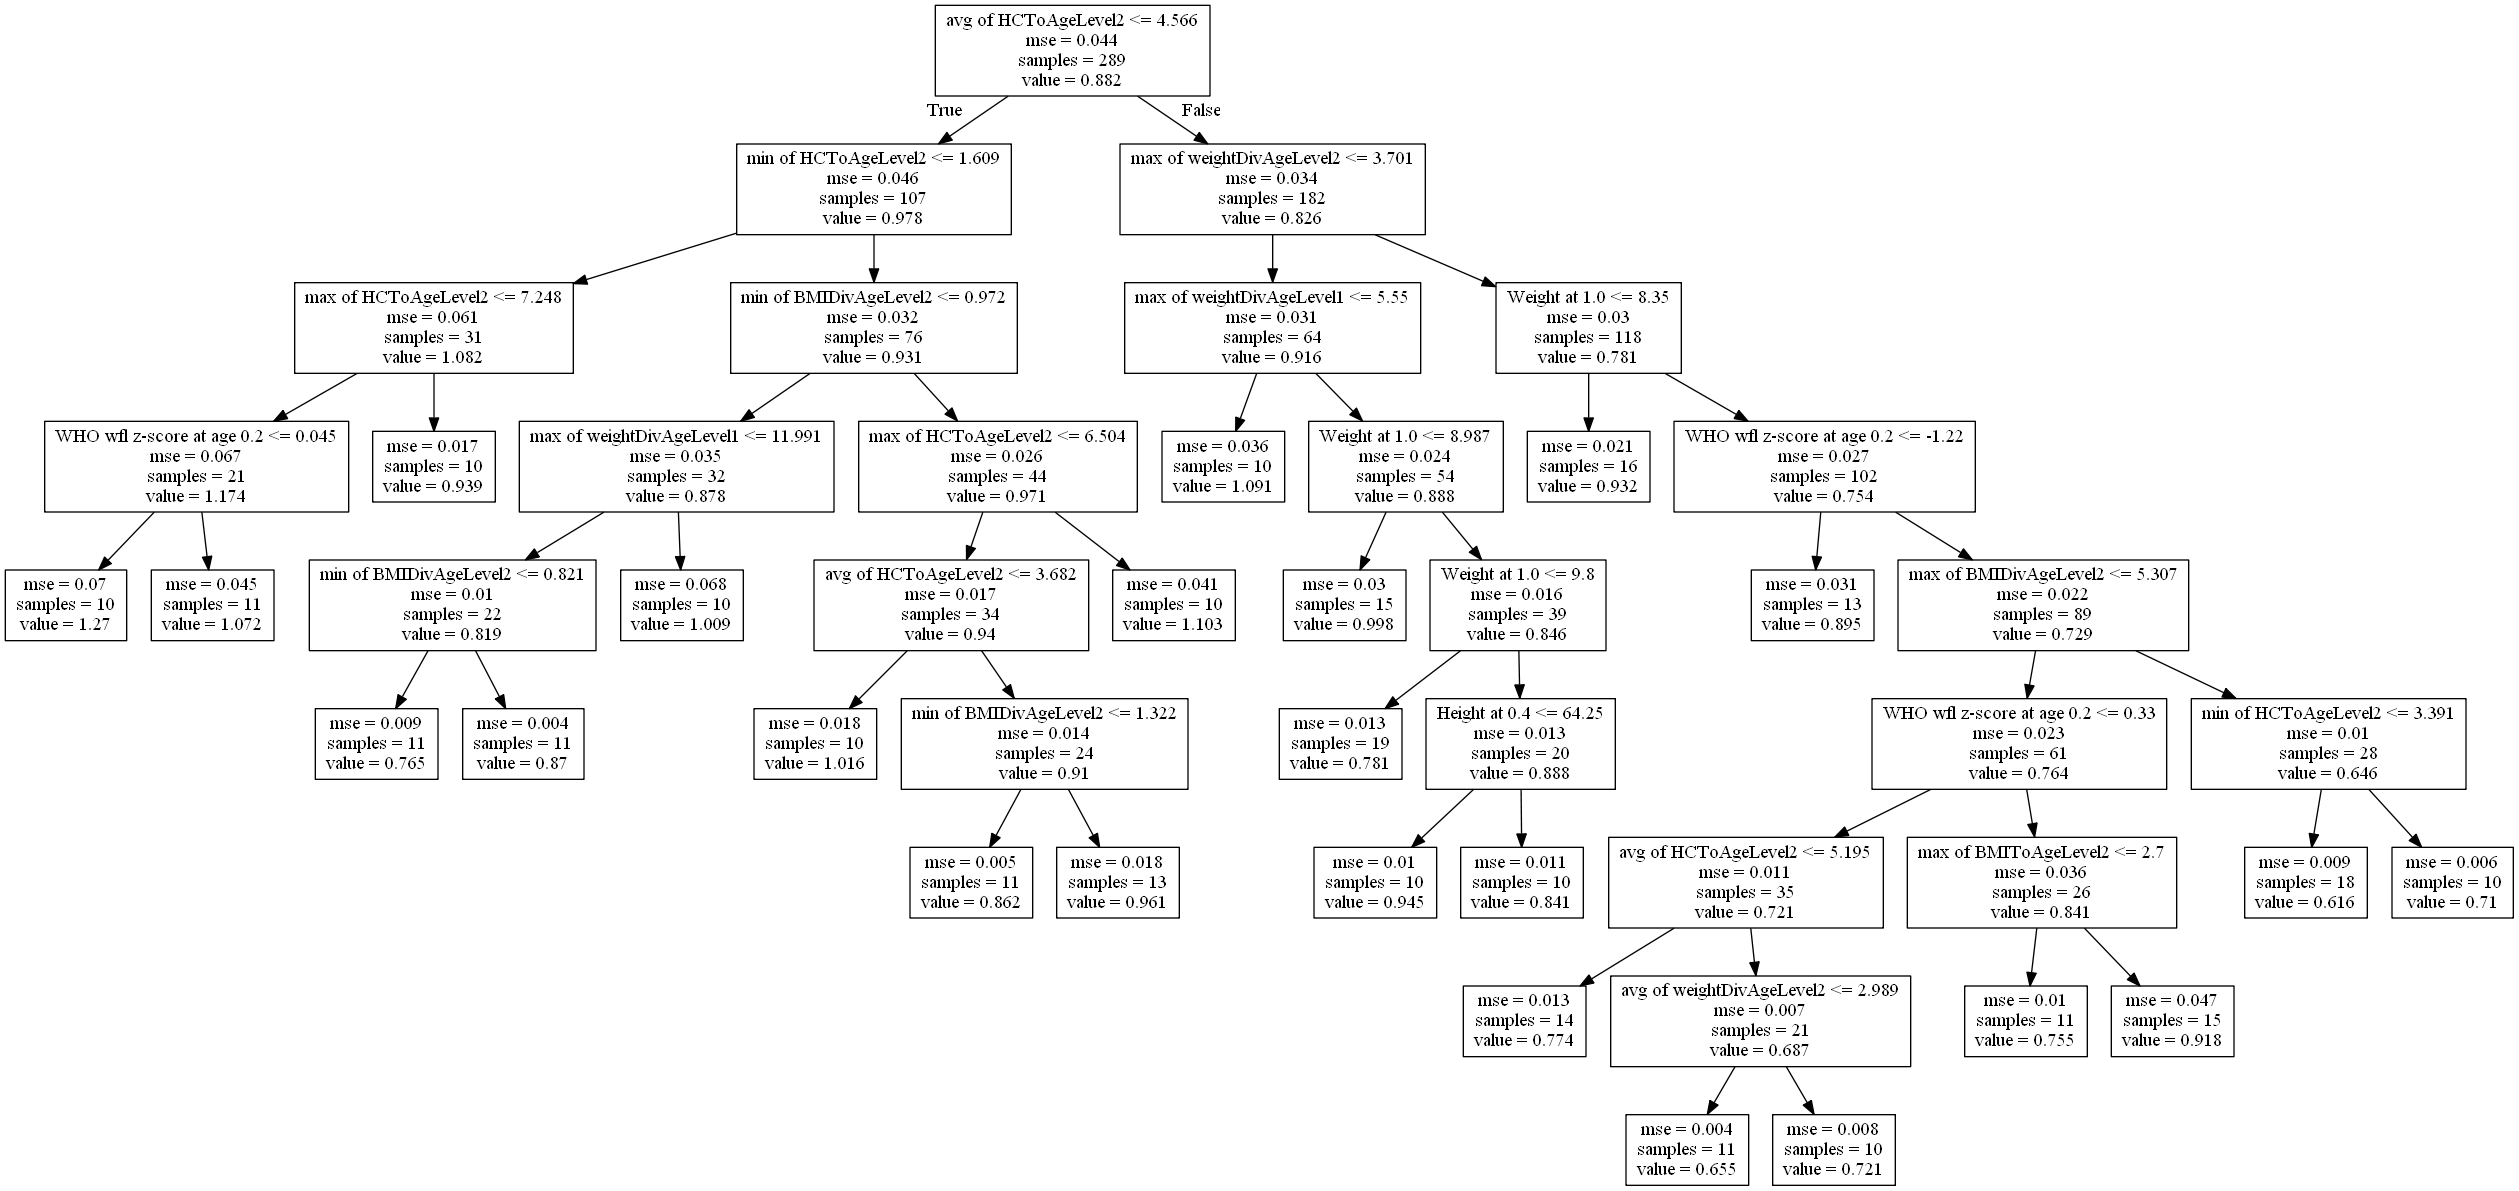 avg of HCToAgeLevel2 <= 4.566
mse = 0.044
samples = 289
value = 0.882
True
False
min of HCToAgeLevel2 <= 1.609
mse = 0.046
samples = 107
value = 0.978
max of weightDivAgeLevel2 <= 3.701
mse = 0.034
samples = 182
value = 0.826
max of HCToAgeLevel2 <= 7.248
mse = 0.061
samples = 31
value = 1.082
min of BMIDivAgeLevel2 <= 0.972
mse = 0.032
samples = 76
value = 0.931
max of weightDivAgeLevel1 <= 5.55
mse = 0.031
samples = 64
value = 0.916
Weight at 1.0 <= 8.35
mse = 0.03
samples = 118
value = 0.781
WHO wfl z-score at age 0.2 <= 0.045
mse = 0.067
samples = 21
value = 1.174
mse = 0.017
samples = 10
value = 0.939
max of weightDivAgeLevel1 <= 11.991
mse = 0.035
samples = 32
value = 0.878
max of HCToAgeLevel2 <= 6.504
mse = 0.026
samples = 44
value = 0.971
mse = 0.036
samples = 10
value = 1.091
Weight at 1.0 <= 8.987
mse = 0.024
samples = 54
value = 0.888
mse = 0.021
samples = 16
value = 0.932
WHO wfl z-score at age 0.2 <= -1.22
mse = 0.027
samples = 102
value = 0.754
mse = 0.07
samples = 10
value = 1.27
mse = 0.045
samples = 11
value = 1.072
min of BMIDivAgeLevel2 <= 0.821
mse = 0.01
samples = 22
value = 0.819
mse = 0.068
samples = 10
value = 1.009
avg of HCToAgeLevel2 <= 3.682
mse = 0.017
samples = 34
value = 0.94
mse = 0.041
samples = 10
value = 1.103
mse = 0.03
samples = 15
value = 0.998
Weight at 1.0 <= 9.8
mse = 0.016
samples = 39
value = 0.846
mse = 0.031
samples = 13
value = 0.895
max of BMIDivAgeLevel2 <= 5.307
mse = 0.022
samples = 89
value = 0.729
mse = 0.009
samples = 11
value = 0.765
mse = 0.004
samples = 11
value = 0.87
mse = 0.018
samples = 10
value = 1.016
min of BMIDivAgeLevel2 <= 1.322
mse = 0.014
samples = 24
value = 0.91
mse = 0.013
samples = 19
value = 0.781
Height at 0.4 <= 64.25
mse = 0.013
samples = 20
value = 0.888
WHO wfl z-score at age 0.2 <= 0.33
mse = 0.023
samples = 61
value = 0.764
min of HCToAgeLevel2 <= 3.391
mse = 0.01
samples = 28
value = 0.646
mse = 0.005
samples = 11
value = 0.862
mse = 0.018
samples = 13
value = 0.961
mse = 0.01
samples = 10
value = 0.945
mse = 0.011
samples = 10
value = 0.841
avg of HCToAgeLevel2 <= 5.195
mse = 0.011
samples = 35
value = 0.721
max of BMIToAgeLevel2 <= 2.7
mse = 0.036
samples = 26
value = 0.841
mse = 0.009
samples = 18
value = 0.616
mse = 0.006
samples = 10
value = 0.71
mse = 0.013
samples = 14
value = 0.774
avg of weightDivAgeLevel2 <= 2.989
mse = 0.007
samples = 21
value = 0.687
mse = 0.01
samples = 11
value = 0.755
mse = 0.047
samples = 15
value = 0.918
mse = 0.004
samples = 11
value = 0.655
mse = 0.008
samples = 10
value = 0.721